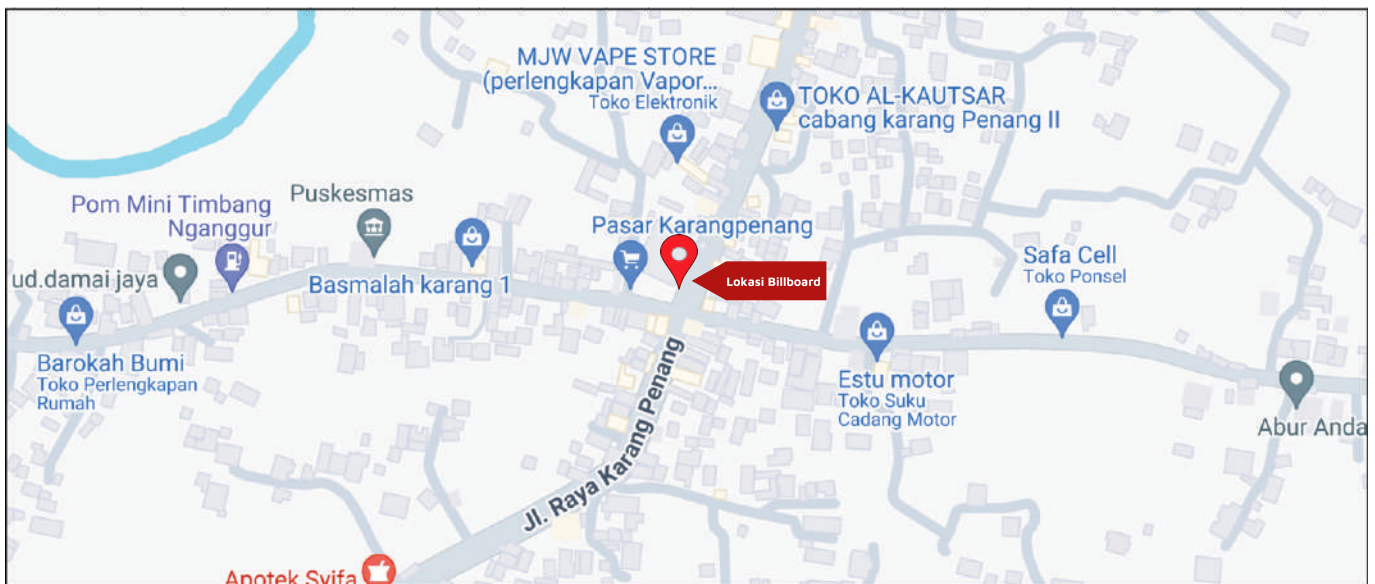 MJW VAPE STORE
(perlengkapan Vapor...
Toko Elektronik
TOKO AL-KAUTSAR
cabang karang Penang II
Puskesmas
Pom Mini Timbang
Nganggur
Pasar Karangpenang
Safa Cell
Toko Ponsel
ud.damai jaya
Basmalah karang 1
Lokasi Billboard
Barokah Bumi
Toko Perlengkapan
Rumah
Estu motor
Toko Suku
Cadang Motor
Abur Anda
Jl. Raya Karang Penang
Apotek Syifa